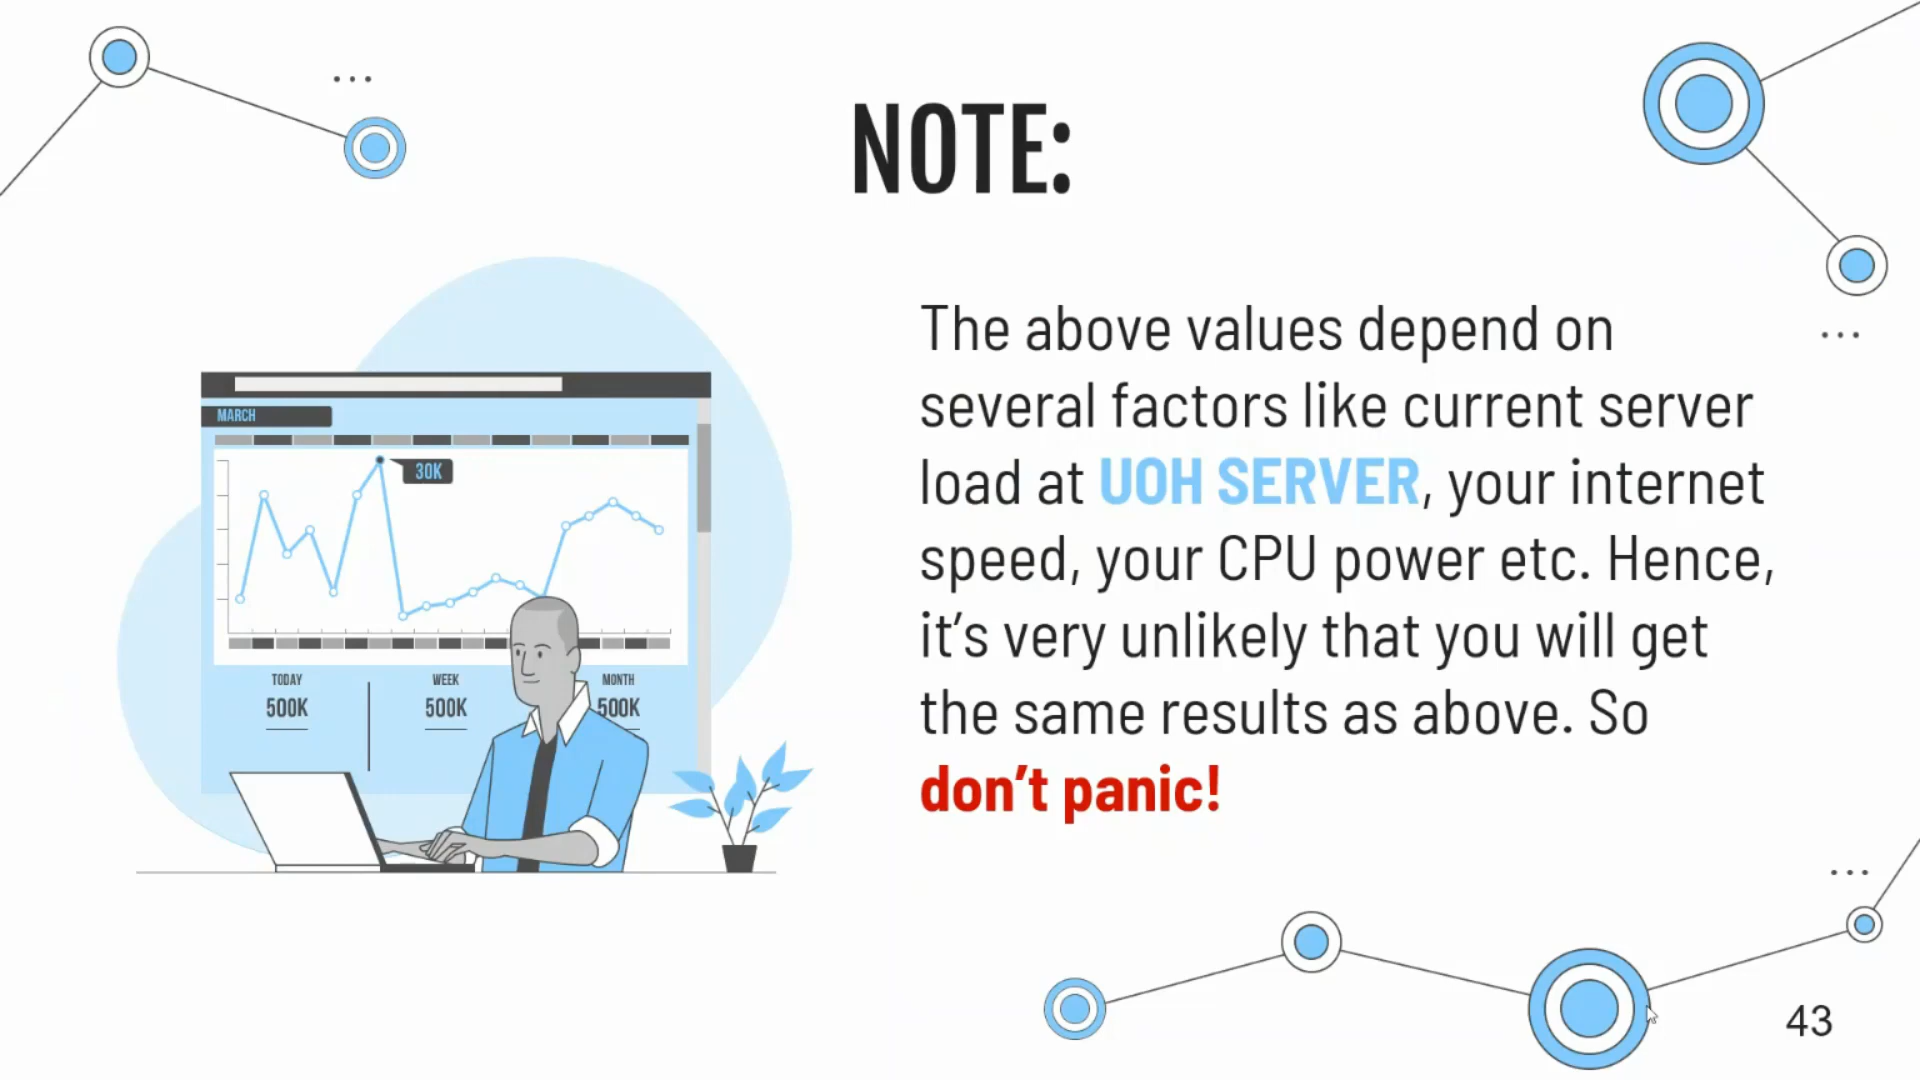 NOTE:
The above values depend on
several factors like current server
load at UOH SERVER, your internet
speed, your CPU power etc. Hence,
it’s very unlikely that you will get
the same results as above. So
don’t panic!
MARCH
30K
TODAY
500K
WEEK
500K
MONTH
500K
43